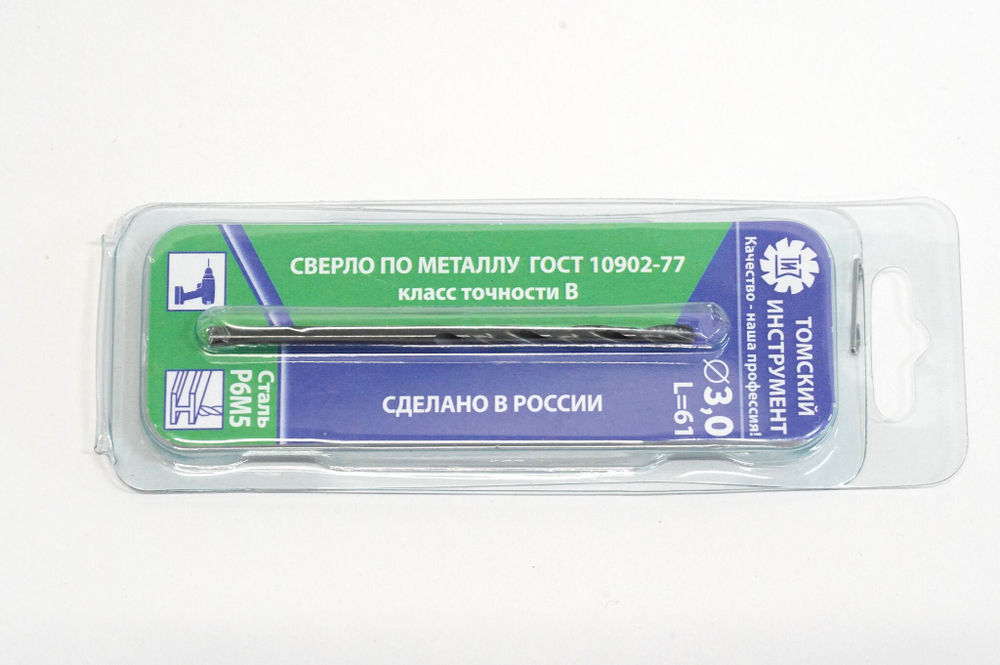 СВЕРЛО ПО МЕТАЛЛУ ГОСТ 10902-77
класс точности В
СДЕЛАНО В РОССИИ
Сталь
Р6М5
⌀3,0
L=61
ТИ
ТОМСКИЙ
ИНСТРУМЕНТ
Качество - наша профессия!